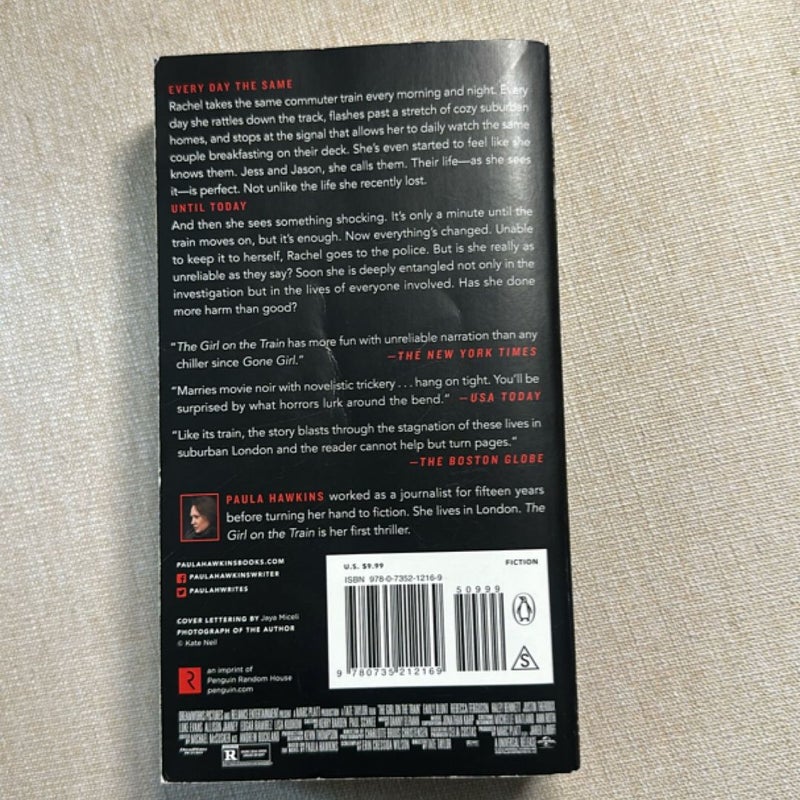 EVERY DAY THE SAME
Rachel takes the same commuter train every morning and night. Every
day she rattles down the track, flashes past a stretch of cozy suburban
homes, and stops at the signal that allows her to daily watch the same
couple breakfasting on their deck. She's even started to feel like she
knows them. Jess and Jason, she calls them. Their life—as she sees
it—is perfect. Not unlike the life she recently lost.
UNTIL TODAY
And then she sees something shocking. It's only a minute until the
train moves on, but it's enough. Now everything's changed. Unable
to keep it to herself, Rachel goes to the police. But is she really as
unreliable as they say? Soon she is deeply entangled not only in the
investigation but in the lives of everyone involved. Has she done
more harm than good?
"The Girl on the Train has more fun with unreliable narration than any
chiller since Gone Girl."
—THE NEW YORK TIMES
"Marries movie noir with novelistic trickery . . . hang on tight. You'll be
surprised by what horrors lurk around the bend." —USA TODAY
"Like its train, the story blasts through the stagnation of these lives in
suburban London and the reader cannot help but turn pages."
—THE BOSTON GLOBE
PAULA HAWKINS worked as a journalist for fifteen years
before turning her hand to fiction. She lives in London. The
Girl on the Train is her first thriller.
PAULAHAWKINSBOOKS.COM
PAULAHAWKINSWRITER
PAULAHWRITES
COVER LETTERING by Jaya Miceli
PHOTOGRAPH OF THE AUTHOR
© Kate Neil
an imprint of
Penguin Random House
penguin.com
U.S. $9.99
FICTION
ISBN 978-0-7352-1216-9
50999
9 780735 212169
S
R